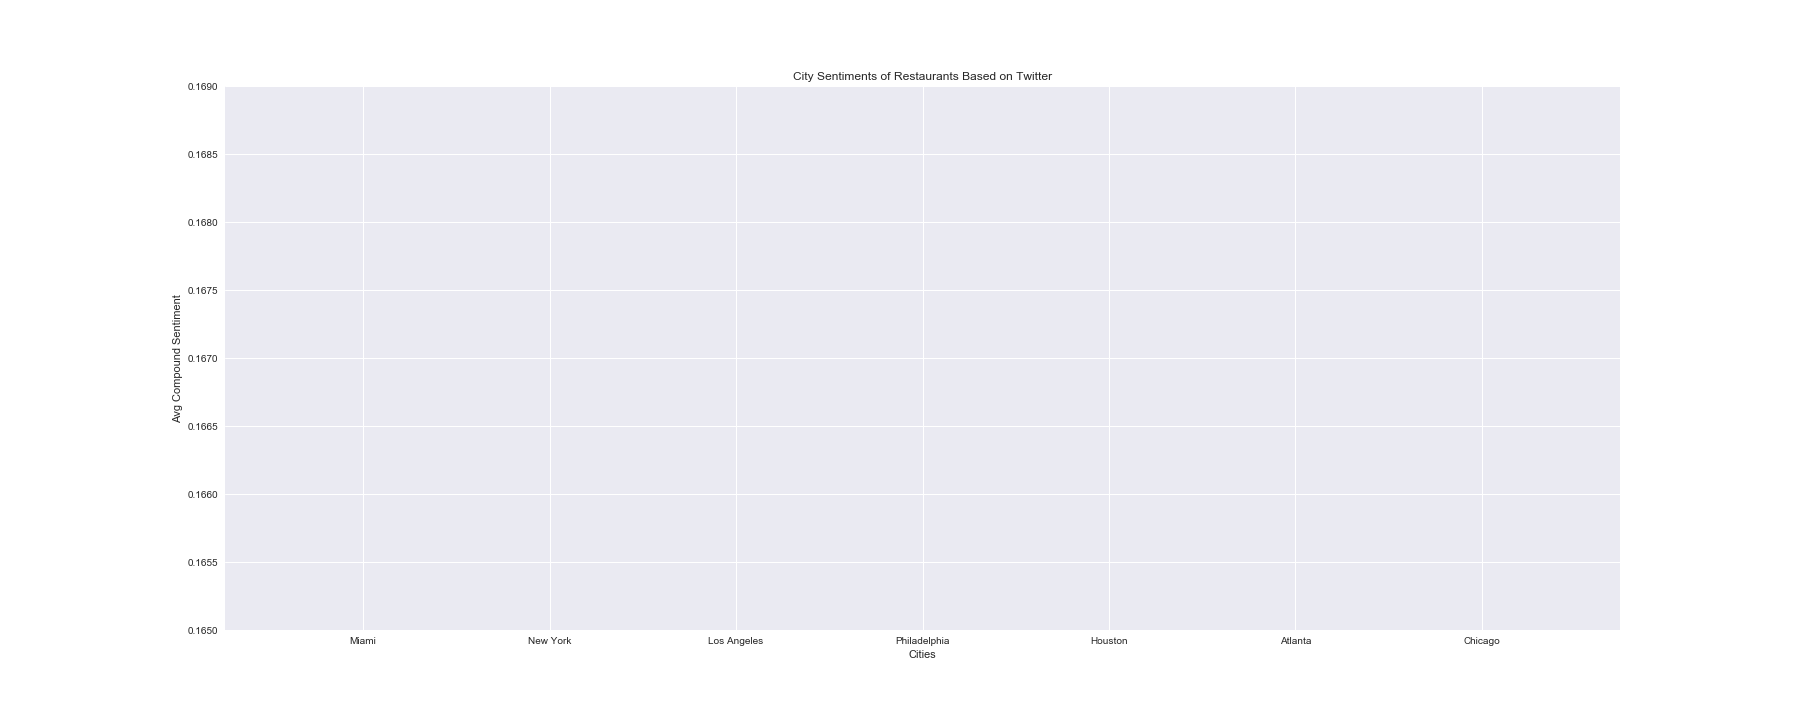 City Sentiments of Restaurants Based on Twitter
0.1690
0.1685
0.1680
0.1675
0.1670
0.1665
0.1660
0.1655
0.1650
Avg Compound Sentiment
Miami New York Los Angeles Philadelphia Houston Atlanta Chicago
Cities